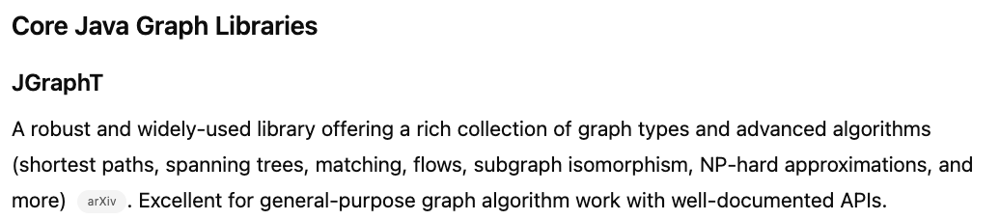 Core Java Graph Libraries
JGraphT
A robust and widely-used library offering a rich collection of graph types and advanced algorithms
(shortest paths, spanning trees, matching, flows, subgraph isomorphism, NP-hard approximations, and
more) arXiv . Excellent for general-purpose graph algorithm work with well-documented APIs.